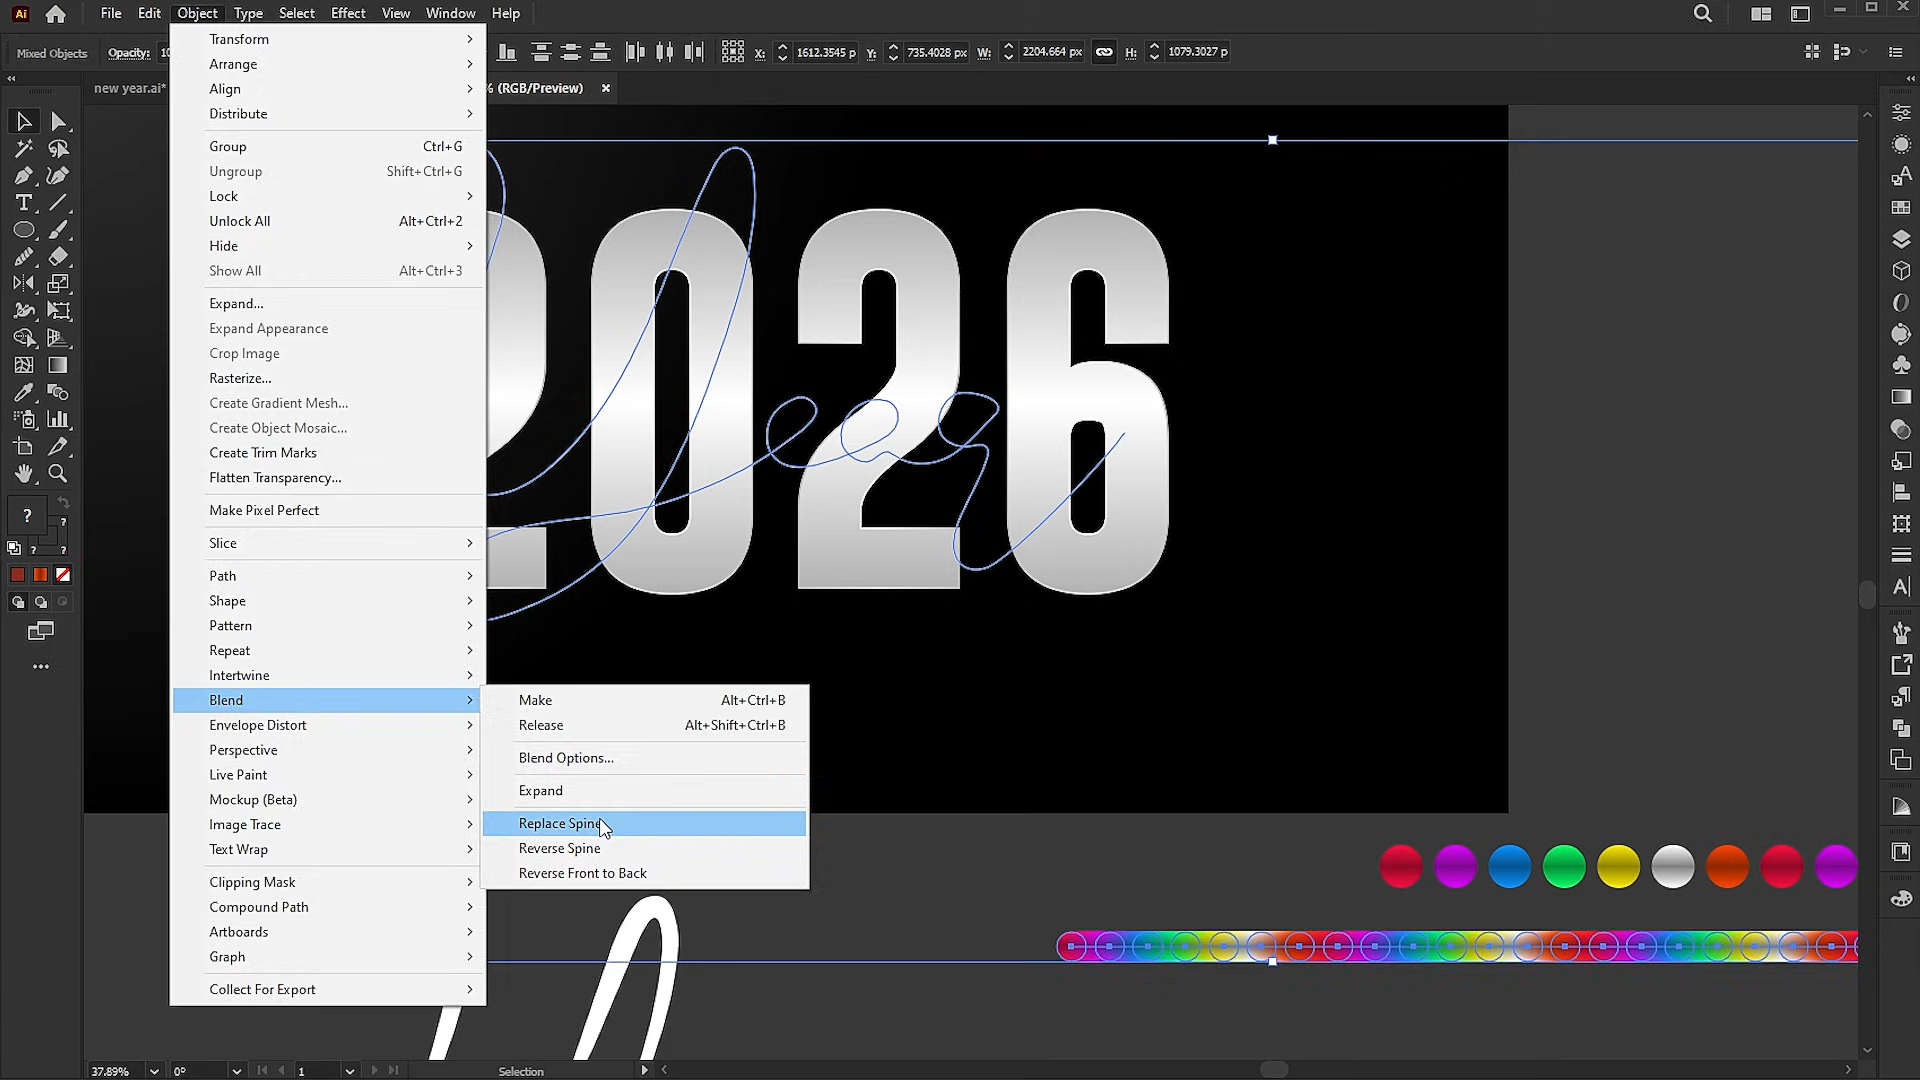 Ai
File Edit Object Type Select Effect View Window Help
Mixed Objects Opacity: X: 1612.3545 p Y: 735.4028 px W: 2204.664 px H: 1079.3027 p
new year.ai* % (RGB/Preview)
Transform
Arrange
Align
Distribute
Group Ctrl+G
Ungroup Shift+Ctrl+G
Lock
Unlock All Alt+Ctrl+2
Hide
Show All Alt+Ctrl+3
Expand...
Expand Appearance
Crop Image
Rasterize...
Create Gradient Mesh...
Create Object Mosaic...
Create Trim Marks
Flatten Transparency...
Make Pixel Perfect
Slice
Path
Shape
Pattern
Repeat
Intertwine
Blend
Envelope Distort
Perspective
Live Paint
Mockup (Beta)
Image Trace
Text Wrap
Clipping Mask
Compound Path
Artboards
Graph
Collect For Export
Make Alt+Ctrl+B
Release Alt+Shift+Ctrl+B
Blend Options...
Expand
Replace Spine
Reverse Spine
Reverse Front to Back
2026
37.89% 0° 1 Selection